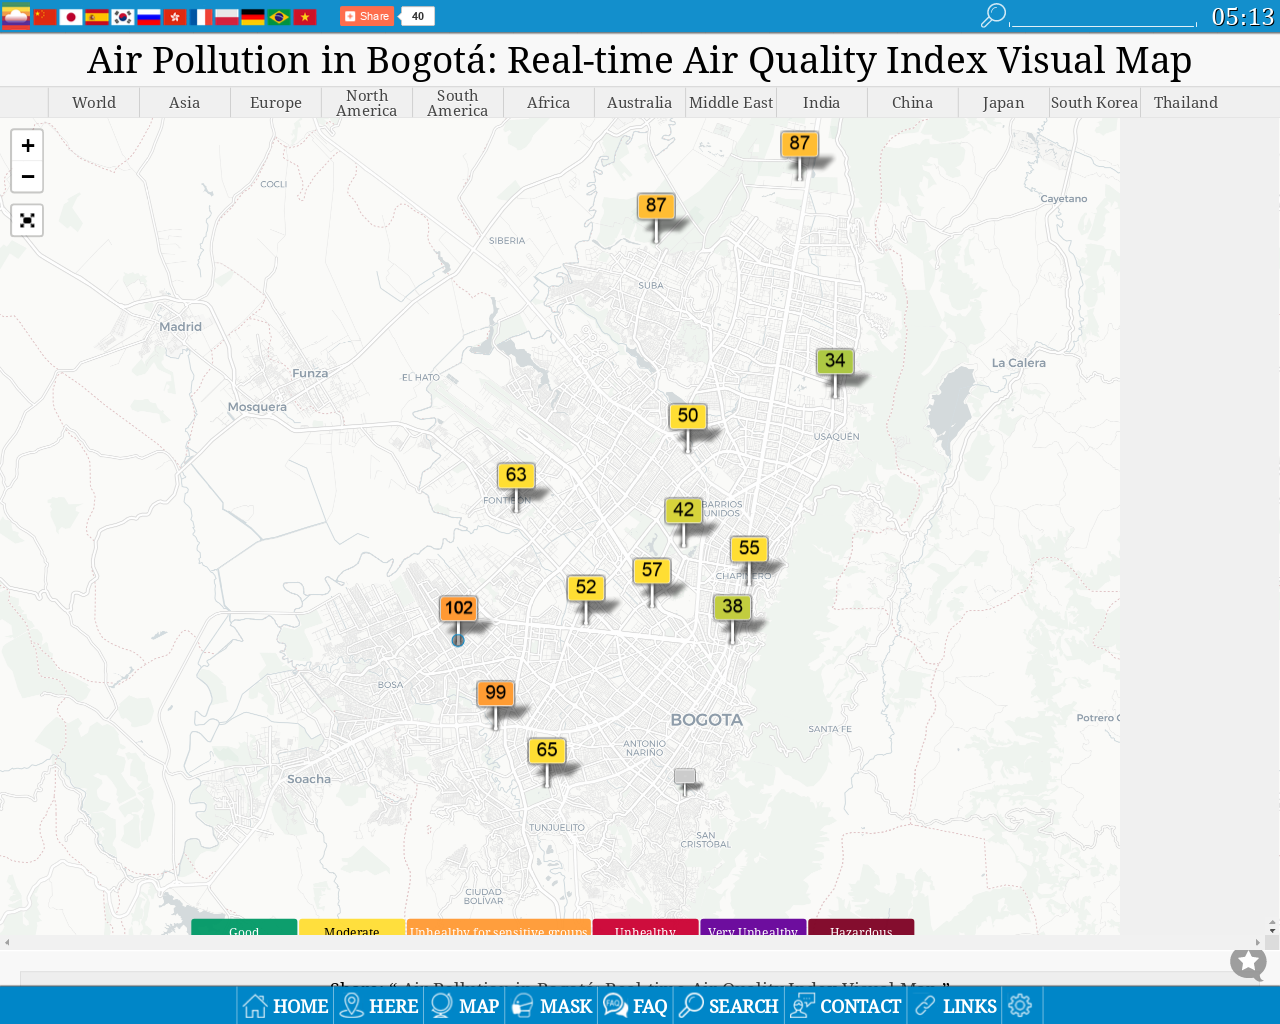 Share
40
05:13
Air Pollution in Bogotá: Real-time Air Quality Index Visual Map
World
Asia
Europe
North America
South America
Africa
Australia
Middle East
India
China
Japan
South Korea
Thailand
+
−
87
COCLI
Cayetano
87
SIBERIA
SUBA
Madrid
34
La Calera
Funza
EL HATO
Mosquera
50
USAQUÉN
63
FONTIBÓN
42
BARRIOS
UNIDOS
55
57
CHAPINERO
52
102
38
BOSA
99
BOGOTA
Potrero G
SANTA FE
65
ANTONIO
NARIÑO
Soacha
TUNJUELITO
SAN
CRISTÓBAL
CIUDAD
BOLÍVAR
Good
Moderate
Unhealthy for sensitive groups
Unhealthy
Very Unhealthy
Hazardous
HOME
HERE
MAP
MASK
FAQ
FAQ
SEARCH
CONTACT
LINKS